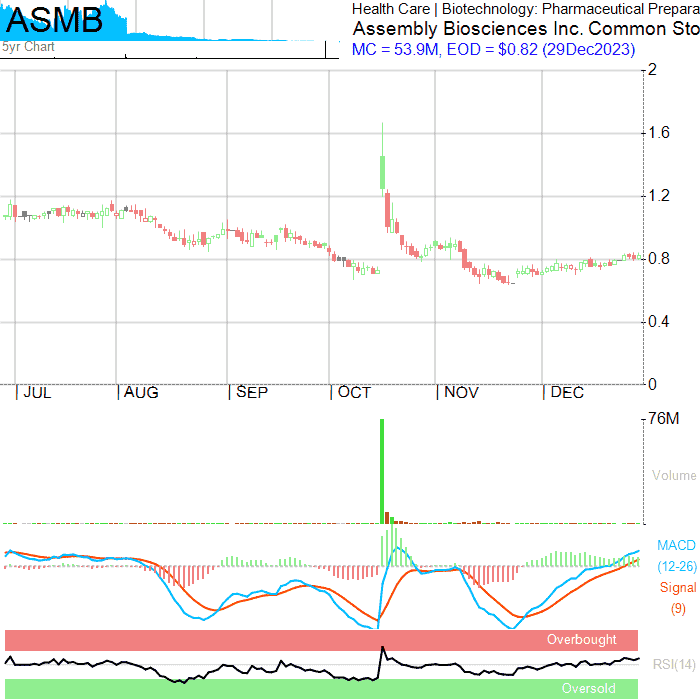 ASMB
5yr Chart
Health Care | Biotechnology: Pharmaceutical Prepara
Assembly Biosciences Inc. Common Sto
MC = 53.9M, EOD = $0.82 (29Dec2023)
2
1.6
1.2
0.8
0.4
0
JUL AUG SEP OCT NOV DEC
76M
Volume
MACD
(12-26)
Signal
(9)
Overbought
RSI(14)
Oversold